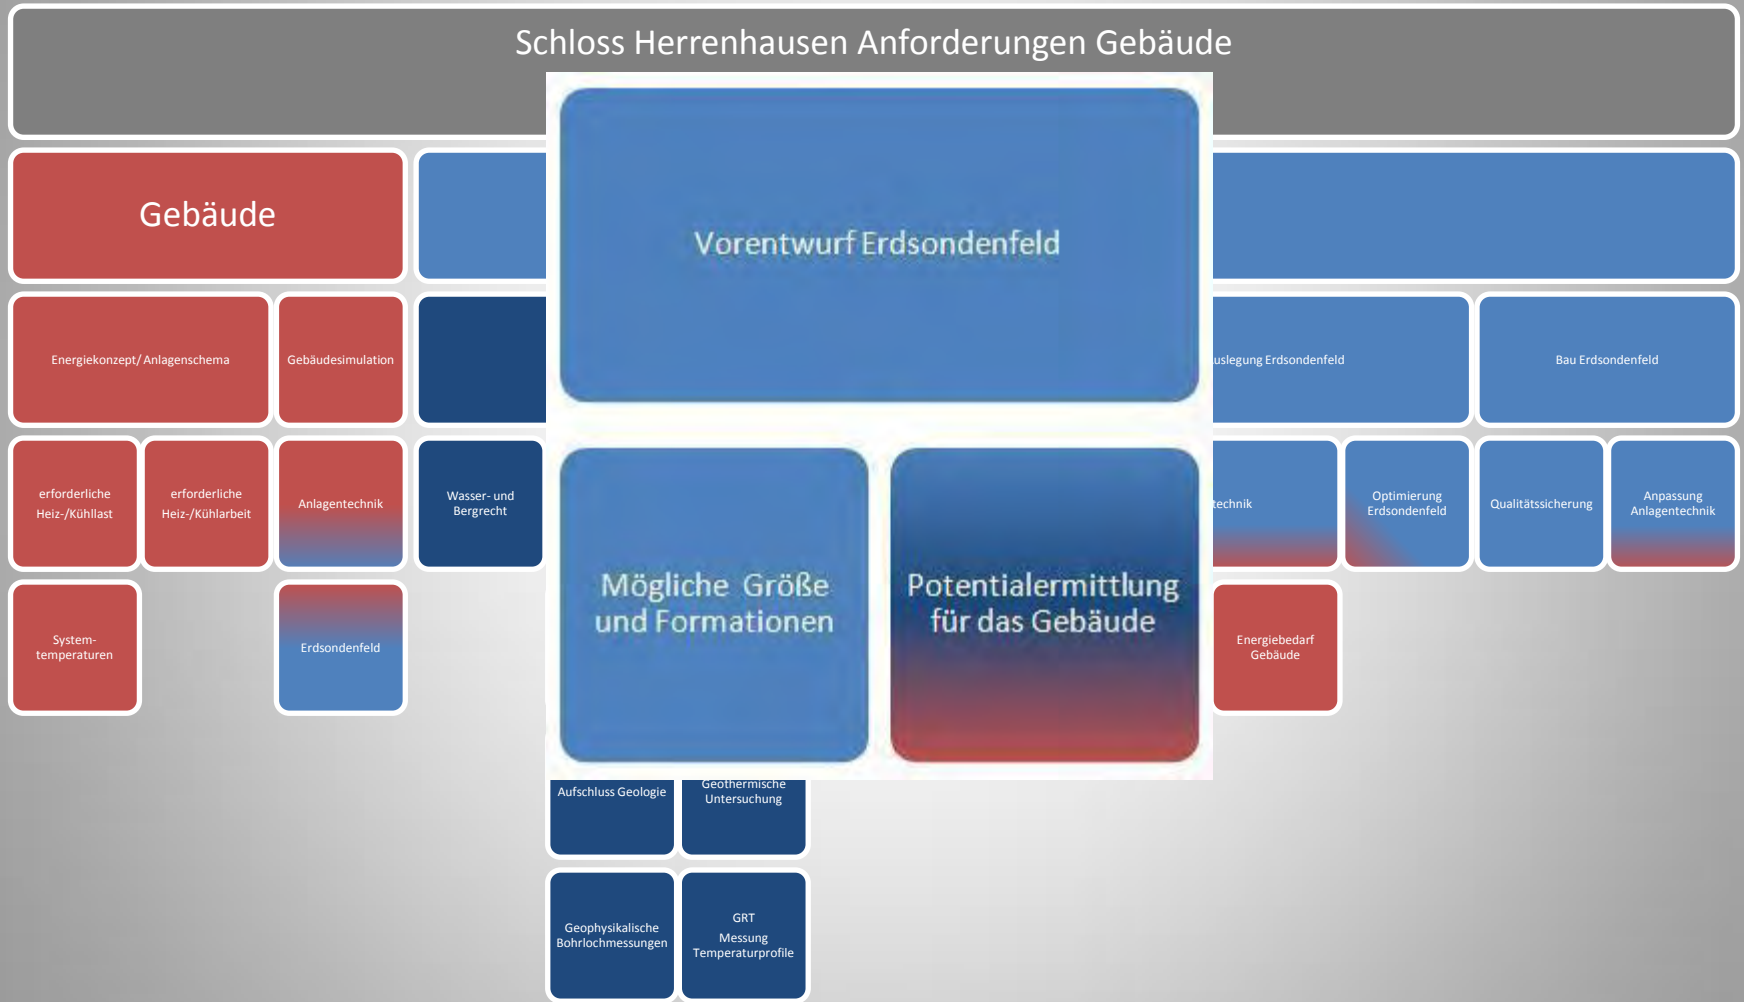 Schloss Herrenhausen Anforderungen Gebäude
Gebäude
Vorentwurf Erdsondenfeld
Energiekonzept/ Anlagenschema
Gebäudesimulation
Erdsondenfeld
Bau Erdsondenfeld
erforderliche
Heiz-/Kühllast
erforderliche
Heiz-/Kühlarbeit
Anlagentechnik
Wasser- und
Bergrecht
Mögliche Größe
und Formationen
Potentialermittlung
für das Gebäude
Optimierung
Erdsondenfeld
Qualitätssicherung
Anpassung
Anlagentechnik
System-
temperaturen
Erdsondenfeld
Energiebedarf
Gebäude
Aufschluss Geologie
Geothermische
Untersuchung
Geophysikalische
Bohrlochmessungen
GRT
Messung
Temperaturprofile